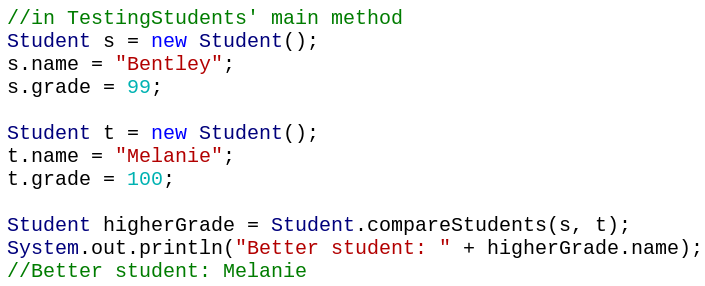 //in TestingStudents' main method
Student s = new Student();
s.name = "Bentley";
s.grade = 99;
Student t = new Student();
t.name = "Melanie";
t.grade = 100;
Student higherGrade = Student.compareStudents(s, t);
System.out.println("Better student: " + higherGrade.name);
//Better student: Melanie